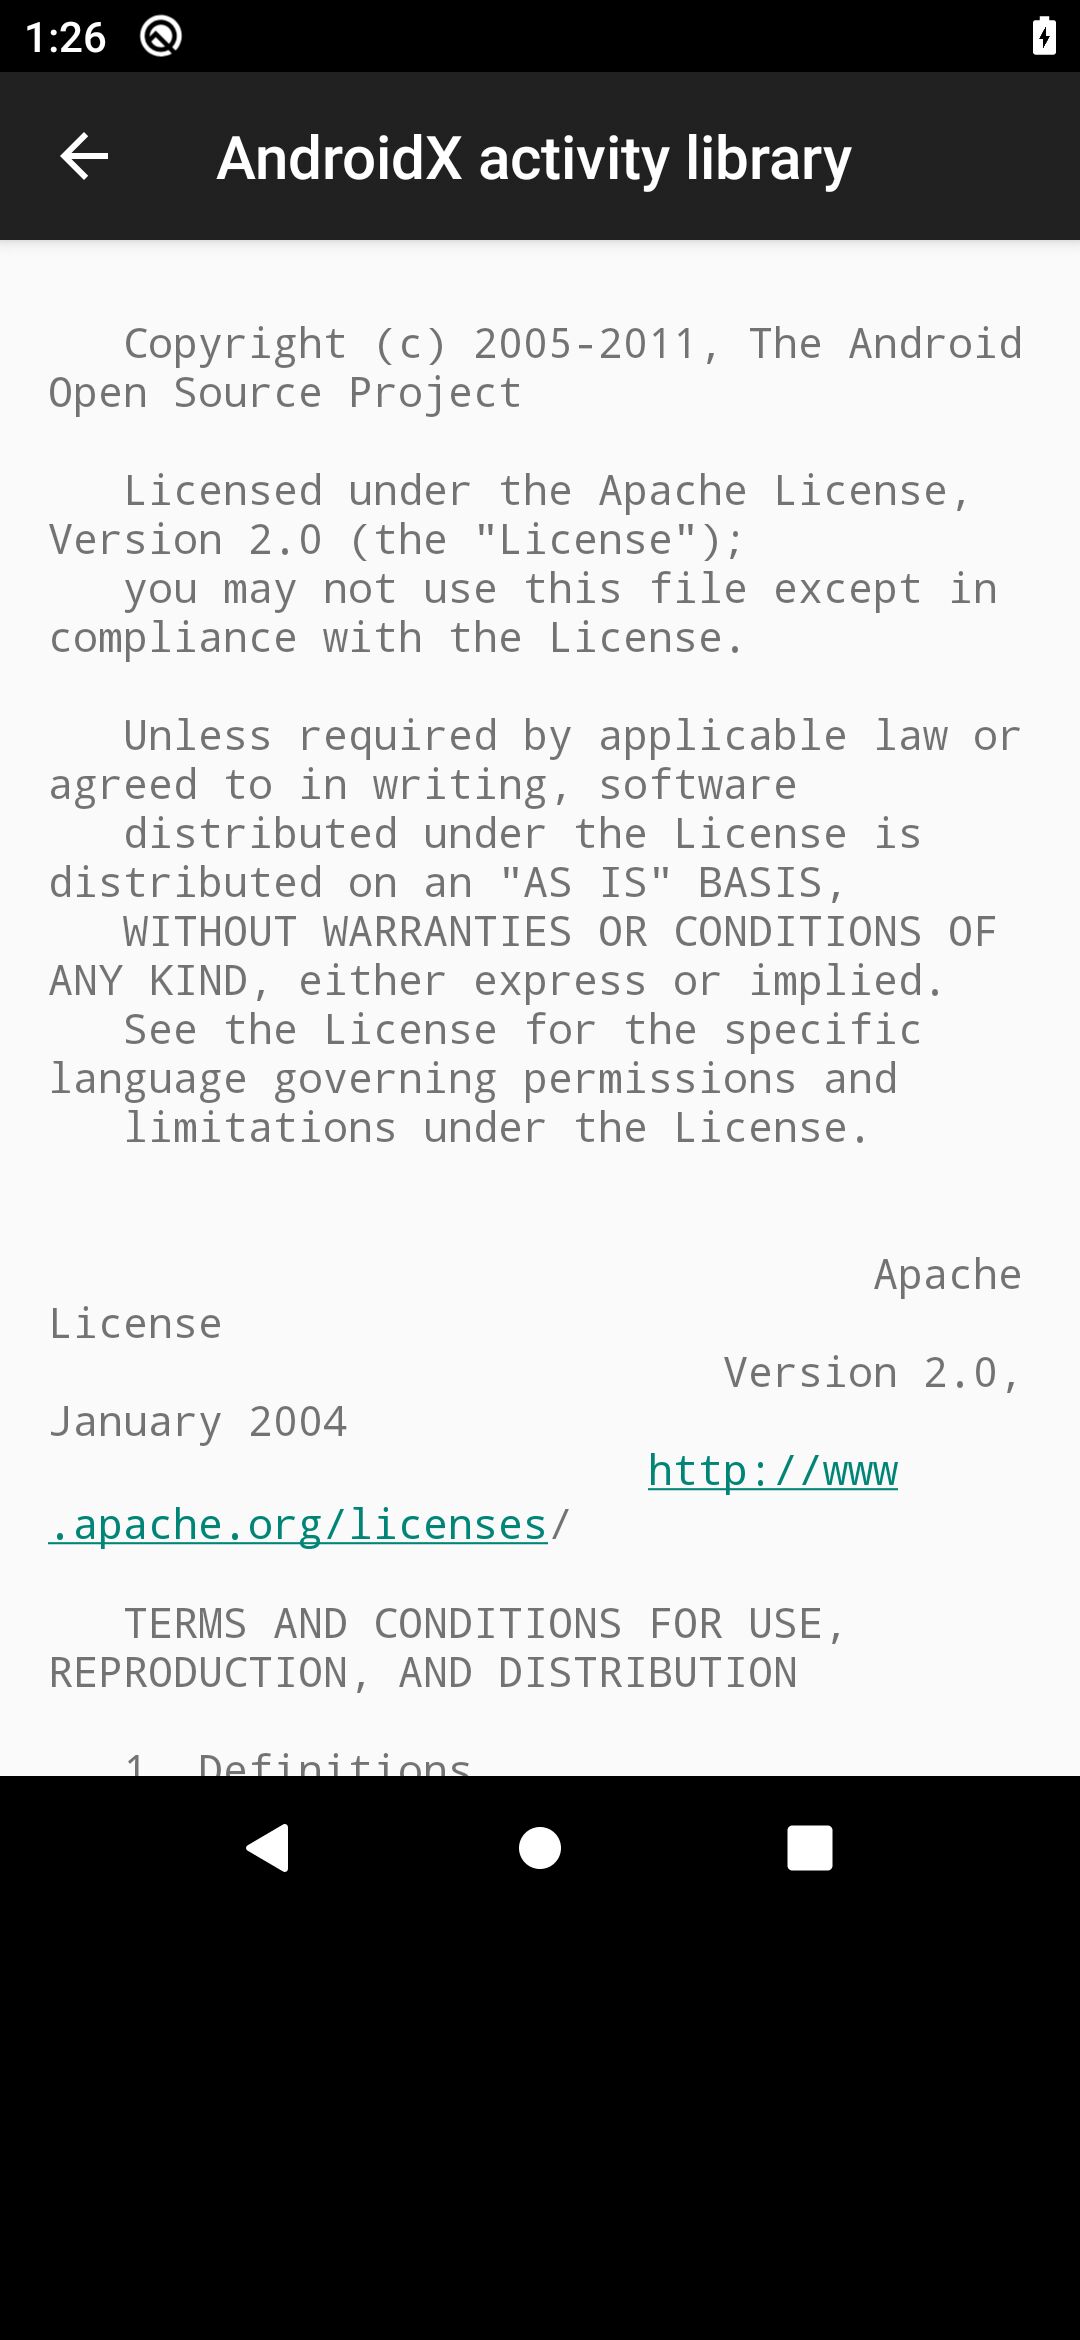 1:26
AndroidX activity library
Copyright (c) 2005-2011, The Android
Open Source Project
Licensed under the Apache License,
Version 2.0 (the "License");
you may not use this file except in
compliance with the License.
Unless required by applicable law or
agreed to in writing, software
distributed under the License is
distributed on an "AS IS" BASIS,
WITHOUT WARRANTIES OR CONDITIONS OF
ANY KIND, either express or implied.
See the License for the specific
language governing permissions and
limitations under the License.
Apache
License
Version 2.0,
January 2004
http://www
.apache.org/licenses/
TERMS AND CONDITIONS FOR USE,
REPRODUCTION, AND DISTRIBUTION
1. Definitions